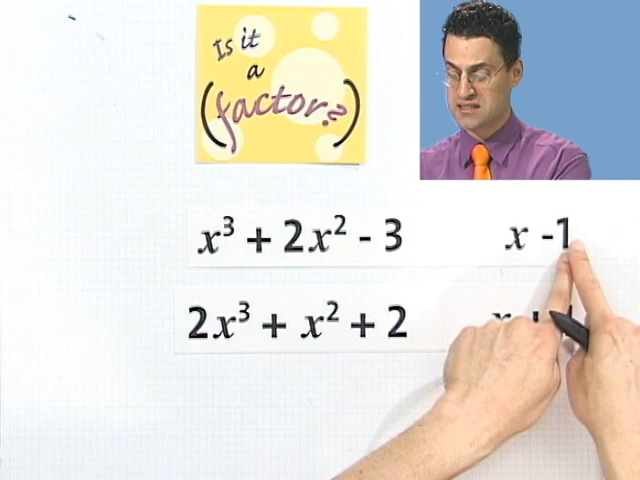 Is it
a
(factor?)
x³ + 2x² - 3 x - 1
2x³ + x² + 2 x +